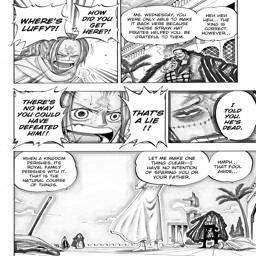 WHERE'S
LUFFY?!
HOW DID
YOU GET
HERE?!
MS. WEDNESDAY, YOU
WERE ONLY ABLE TO MAKE
IT BACK HERE BECAUSE
THOSE STRAW HAT
PIRATES HELPED YOU. BE
GRATEFUL TO THEM.
HEH HEH
HEH... THE
KING IS
CORRECT.
HOWEVER...
THERE'S NO
WAY YOU
COULD HAVE
DEFEATED
HIM!!
THAT'S
A LIE
!!
I TOLD
YOU.
HE'S
DEAD.
WHEN A KINGDOM
PERISHES, ITS
ROYAL FAMILY
PERISHES WITH IT.
THAT IS THE
NATURAL COURSE
OF THINGS.
LET ME MAKE ONE
THING CLEAR--I
HAVE NO INTENTION
OF SPARING YOU OR
YOUR FATHER.
HMPH...
THAT
FOOL
ASIDE...